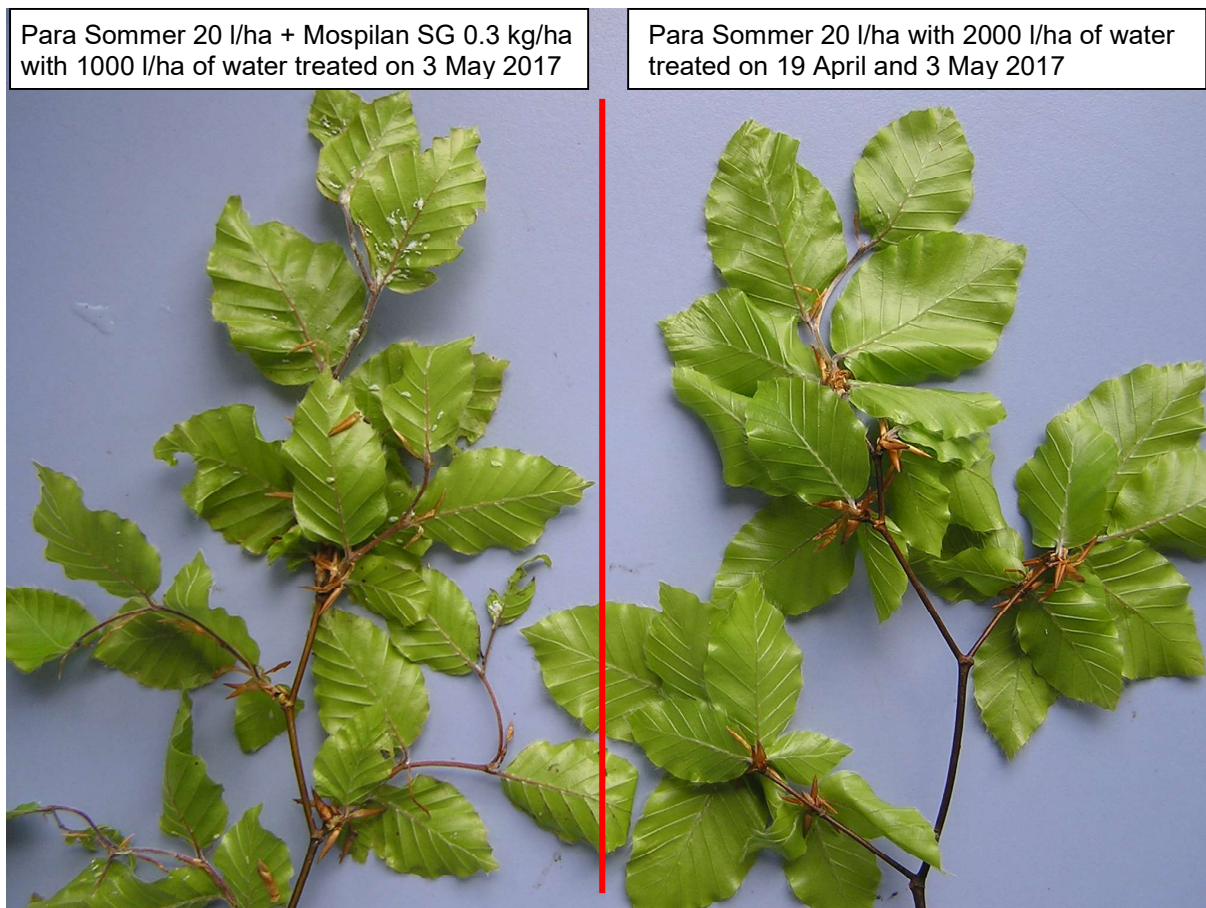 Para Sommer 20 l/ha + Mospilan SG 0.3 kg/ha
with 1000 l/ha of water treated on 3 May 2017
Para Sommer 20 l/ha with 2000 l/ha of water
treated on 19 April and 3 May 2017